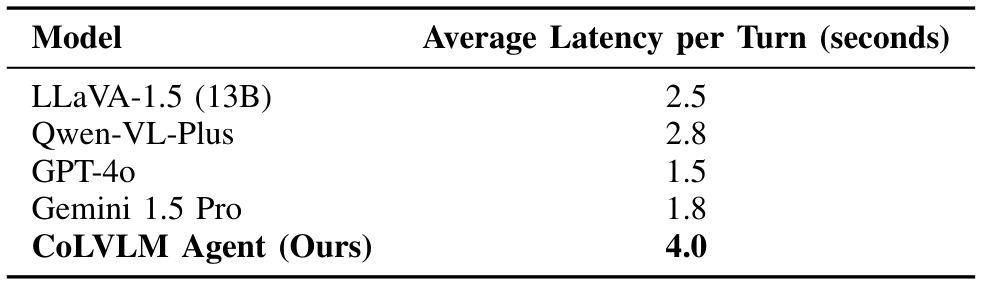 Model Average Latency per Turn (seconds)
LLaVA-1.5 (13B) 2.5
Qwen-VL-Plus 2.8
GPT-4o 1.5
Gemini 1.5 Pro 1.8
CoLVLM Agent (Ours) 4.0